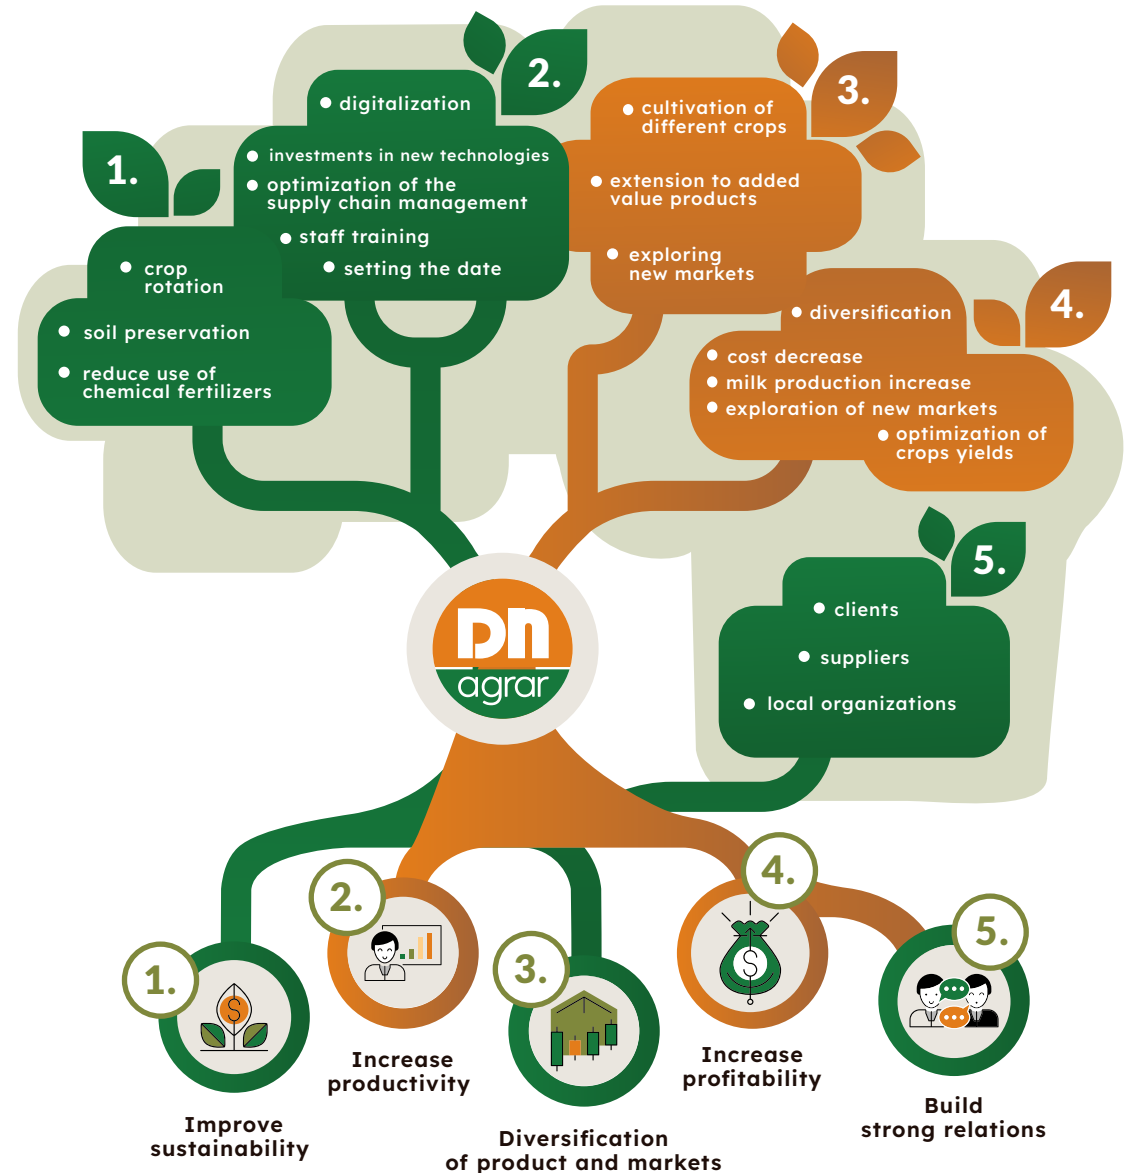 1.
crop
rotation
soil preservation
reduce use of
chemical fertilizers
2.
digitalization
investments in new technologies
optimization of the
supply chain management
staff training
setting the date
3.
cultivation of
different crops
extension to added
value products
exploring
new markets
4.
diversification
cost decrease
milk production increase
exploration of new markets
optimization of
crops yields
5.
clients
suppliers
local organizations
Dn
agrar
1.
$
Improve
sustainability
2.
Increase
productivity
3.
Diversification
of product and markets
4.
$
Increase
profitability
5.
Build
strong relations